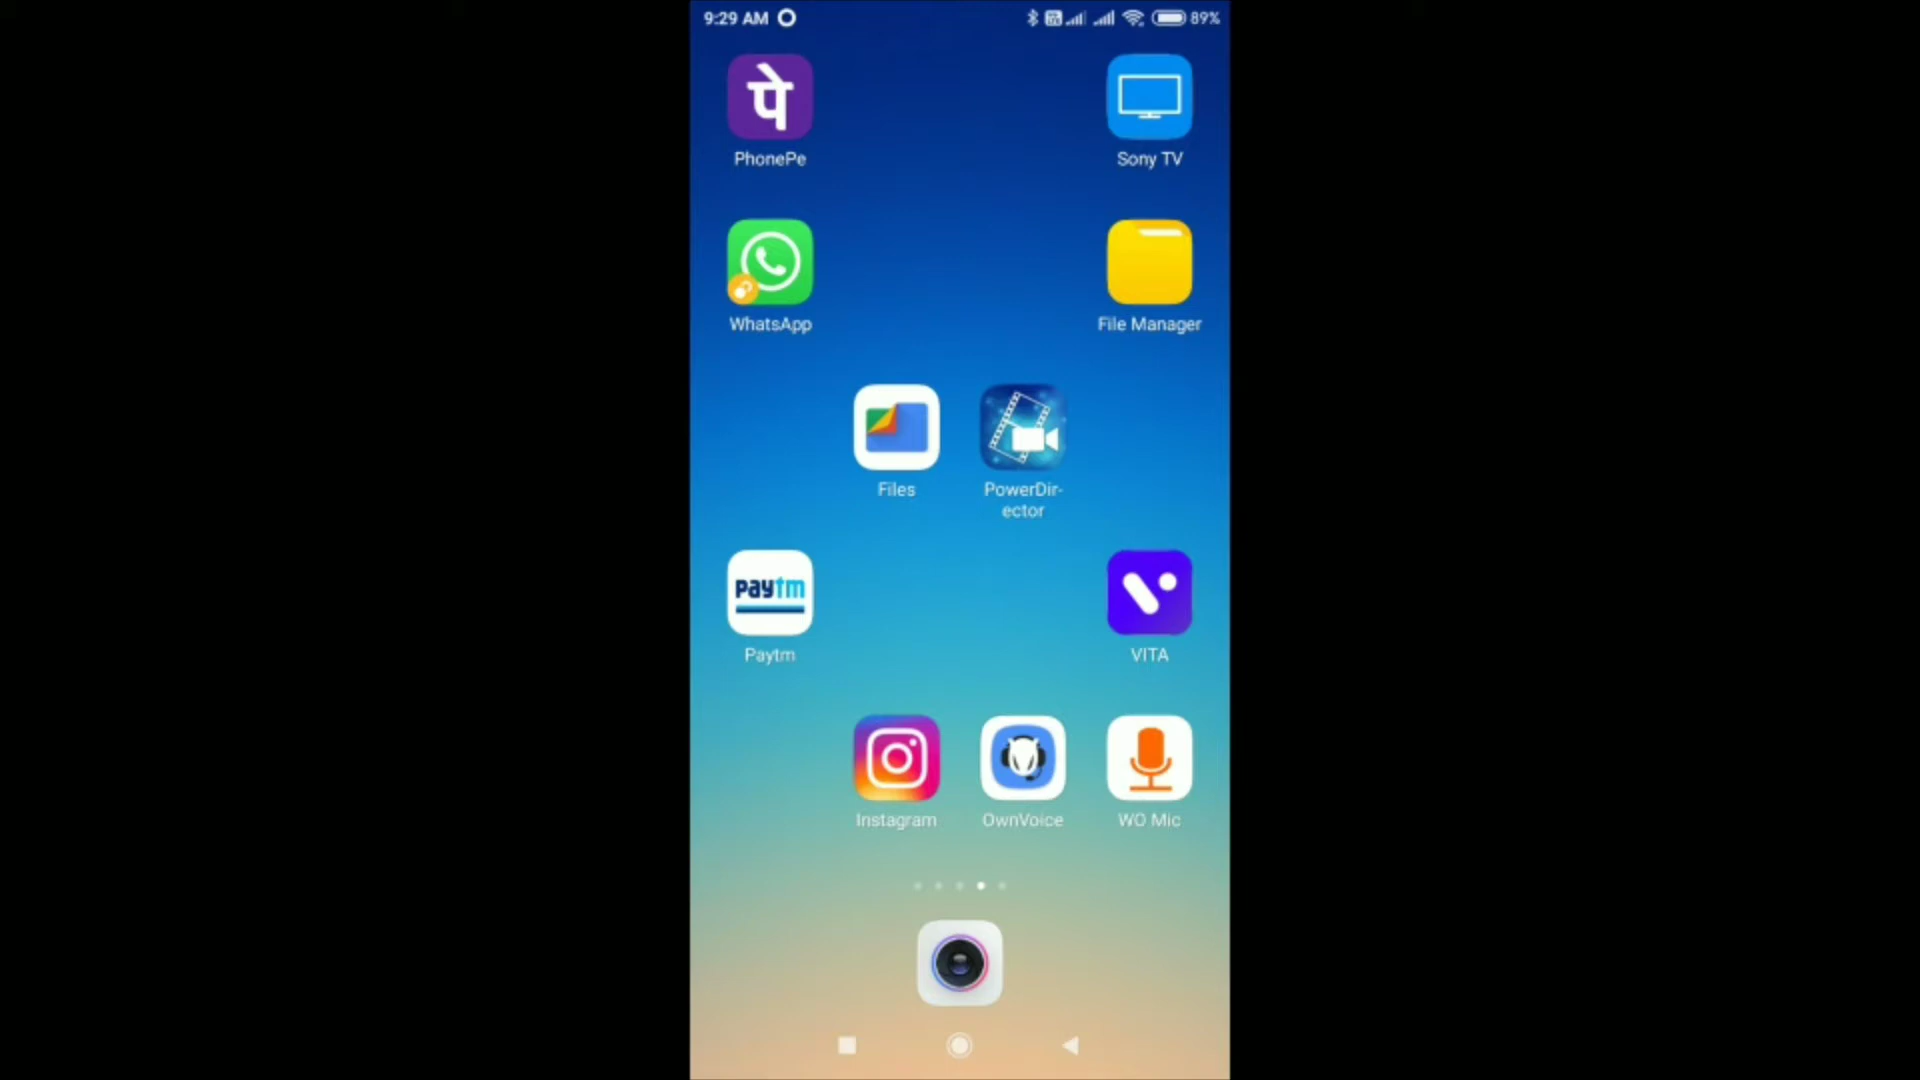 9:29 AM
89%
पे
PhonePe
Sony TV
WhatsApp
File Manager
Files
PowerDir-
ector
paytm
Paytm
VITA
Instagram
OwnVoice
WO Mic